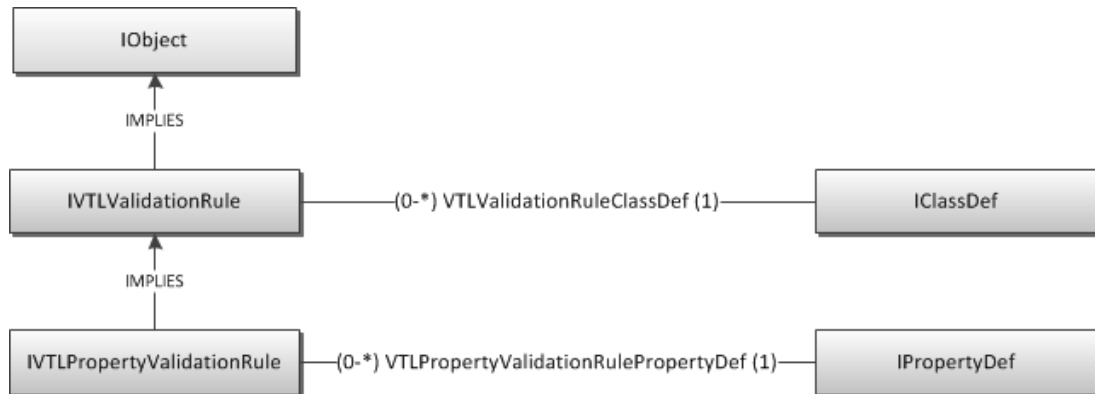 IObject
IMPLIES
IVTLValidationRule
(0-*) VTLValidationRuleClassDef (1)
IClassDef
IMPLIES
IVTLPropertyValidationRule
(0-*) VTLPropertyValidationRulePropertyDef (1)
IPropertyDef